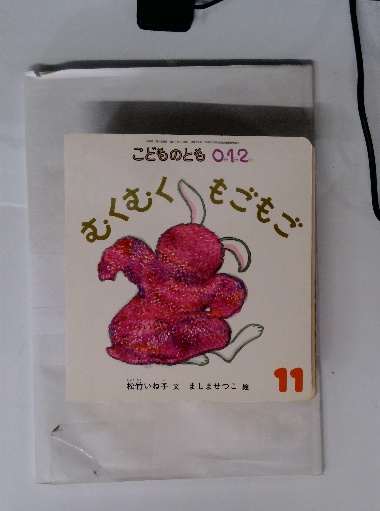 こどものとも 0.1.2.
むくむく もごもご
松竹いね子 文 ましませつこ 絵
11